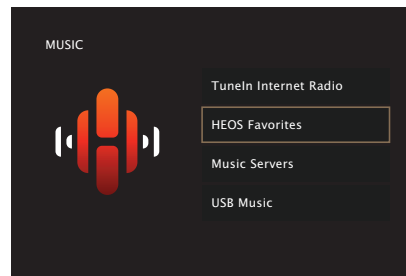 MUSIC
TuneIn Internet Radio
HEOS Favorites
Music Servers
USB Music